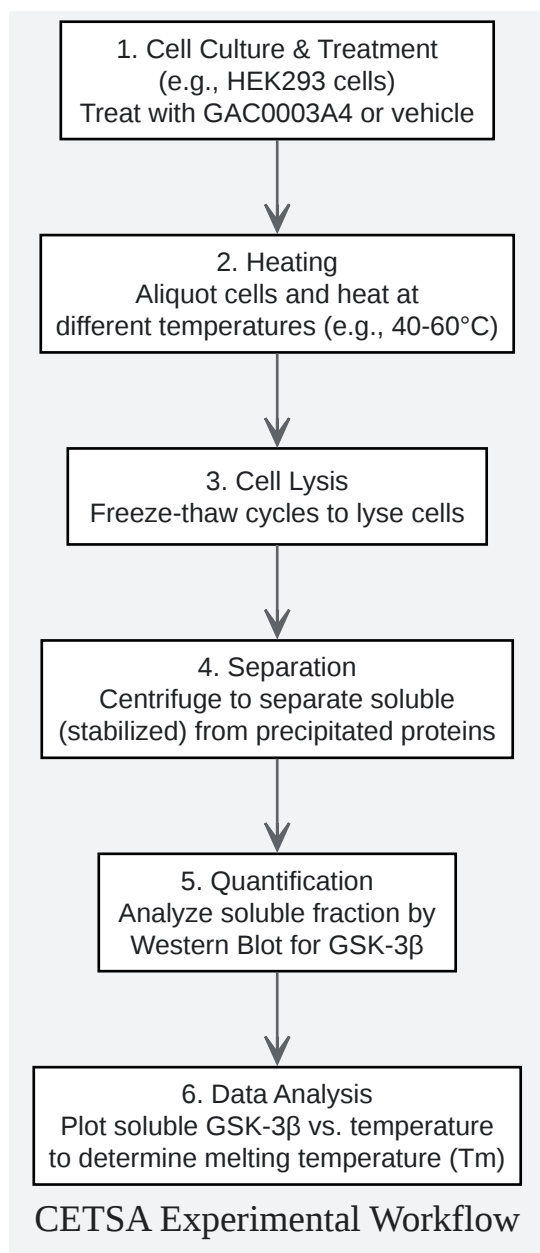 1. Cell Culture & Treatment
(e.g., HEK293 cells)
Treat with GAC0003A4 or vehicle
2. Heating
Aliquot cells and heat at
different temperatures (e.g., 40-60°C)
3. Cell Lysis
Freeze-thaw cycles to lyse cells
4. Separation
Centrifuge to separate soluble
(stabilized) from precipitated proteins
5. Quantification
Analyze soluble fraction by
Western Blot for GSK-3β
6. Data Analysis
Plot soluble GSK-3β vs. temperature
to determine melting temperature (Tm)
CETSA Experimental Workflow